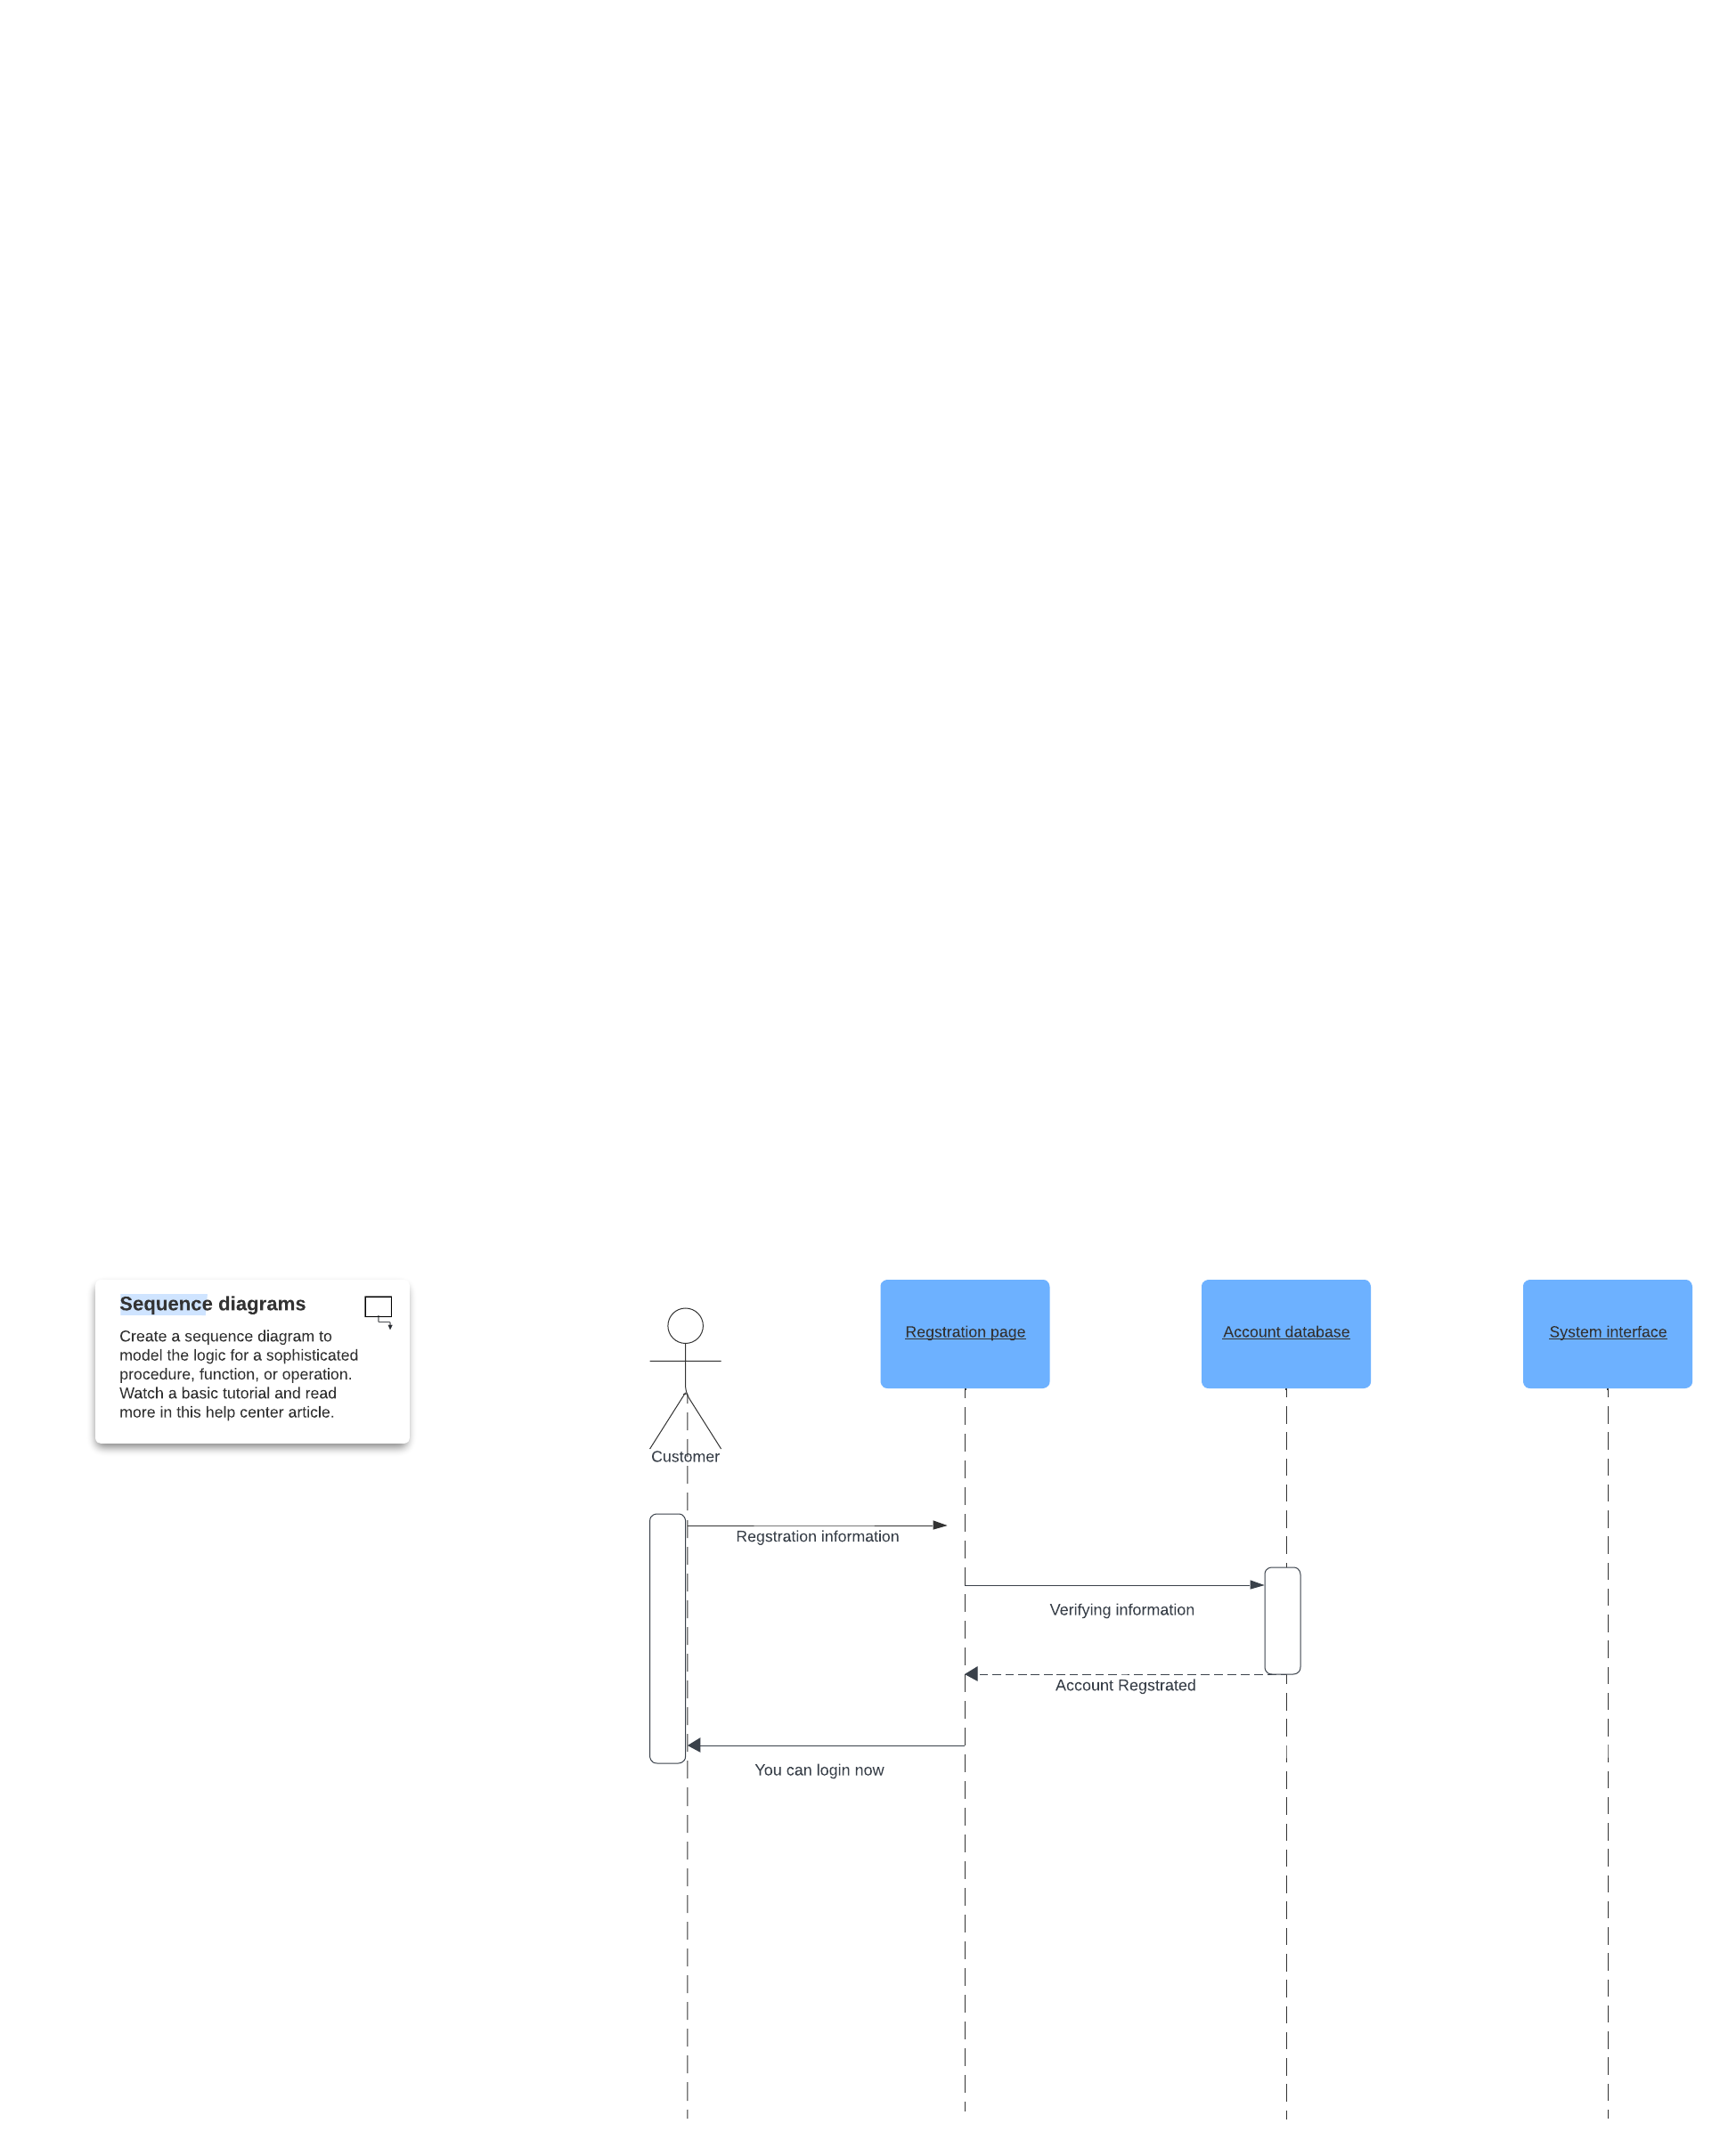 Sequence diagrams
Create a sequence diagram to
model the logic for a sophisticated
procedure, function, or operation.
Watch a basic tutorial and read
more in this help center article.
Regstration page
Account database
System interface
Customer
Regstration information
Verifying information
Account Regstrated
You can login now